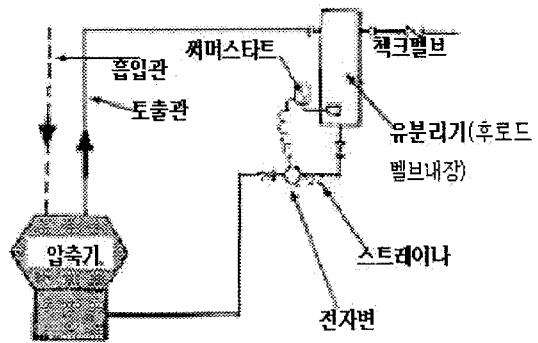 써머스타트
첵크밸브
흡입관
토출관
유분리기(후로드
벨브내장)
압축기
스트레이나
전자변